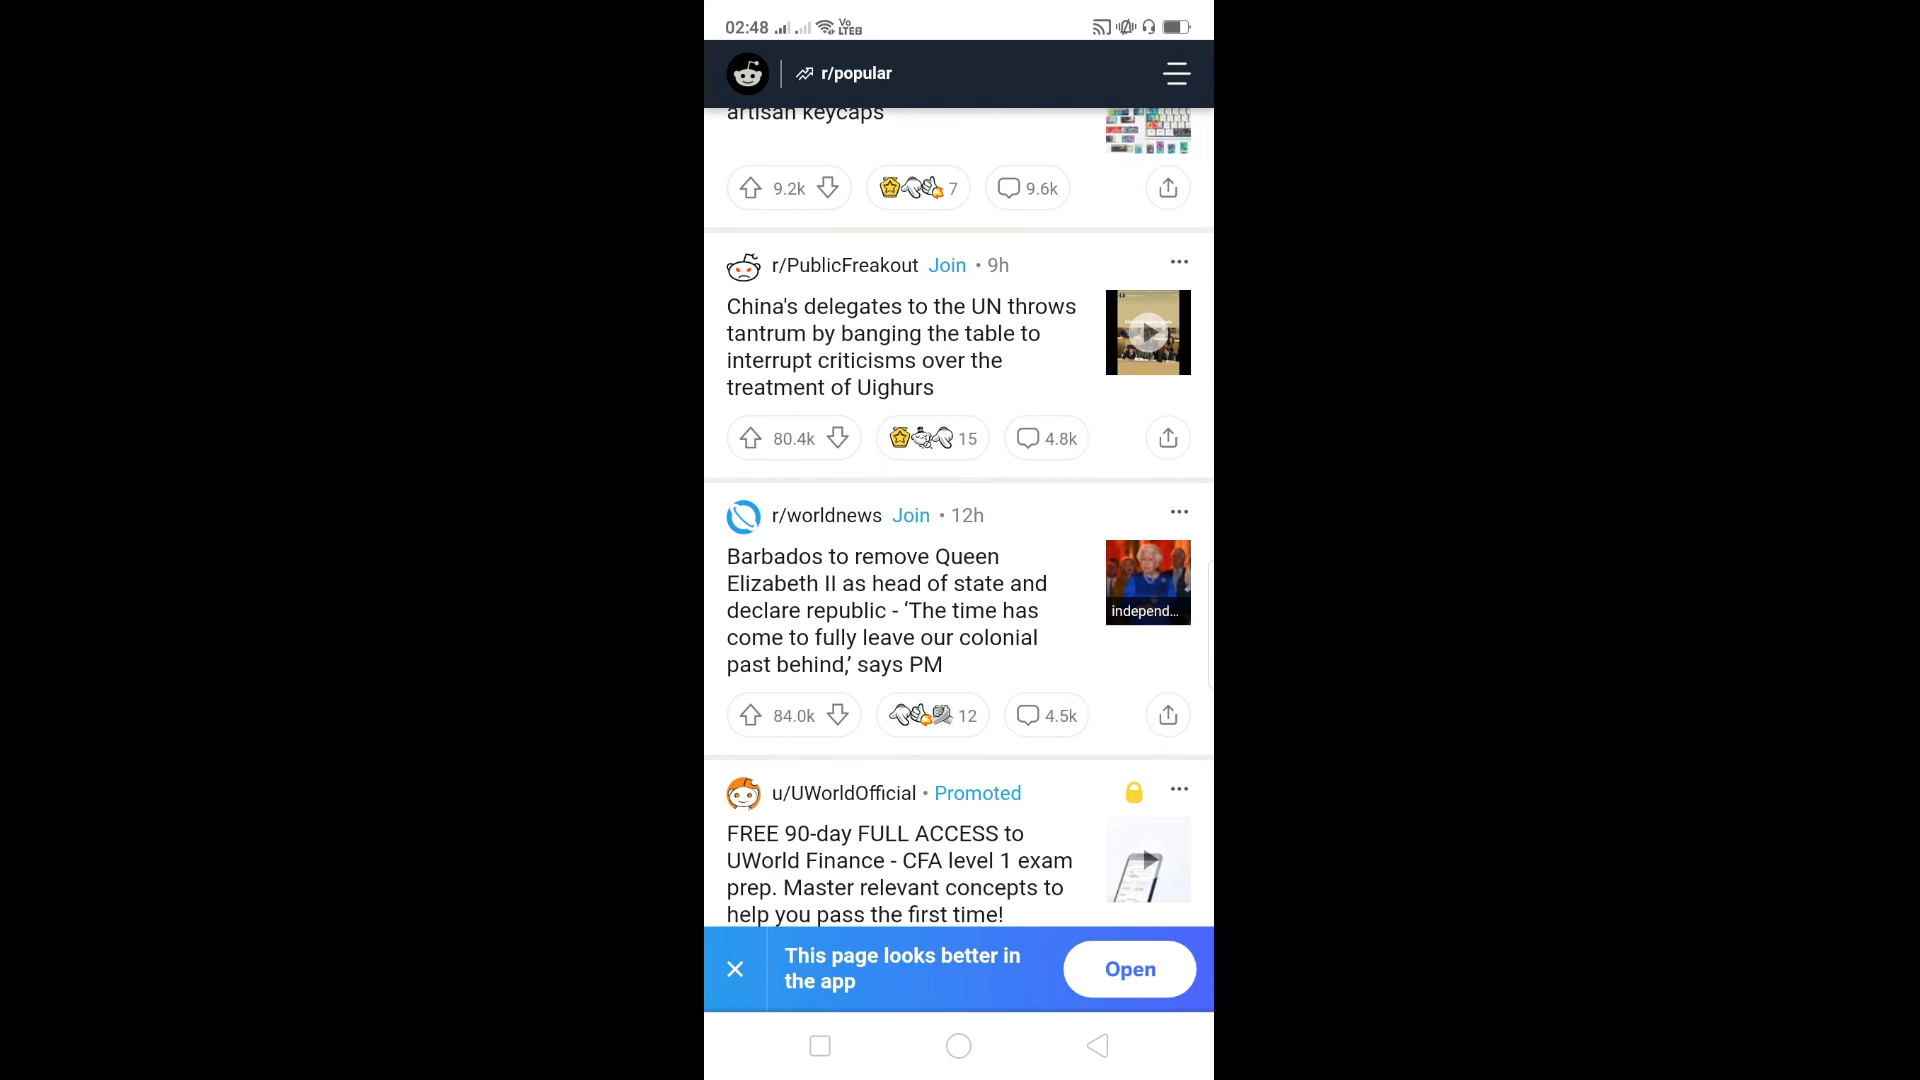 02:48 Vo LTE2
r/popular
artisan keycaps
9.2k 7 9.6k
r/PublicFreakout Join • 9h
China's delegates to the UN throws
tantrum by banging the table to
interrupt criticisms over the
treatment of Uighurs
80.4k 15 4.8k
r/worldnews Join • 12h
Barbados to remove Queen
Elizabeth II as head of state and
declare republic - ‘The time has
come to fully leave our colonial
past behind,’ says PM
independ...
84.0k 12 4.5k
u/UWorldOfficial • Promoted
FREE 90-day FULL ACCESS to
UWorld Finance - CFA level 1 exam
prep. Master relevant concepts to
help you pass the first time!
This page looks better in
the app
Open